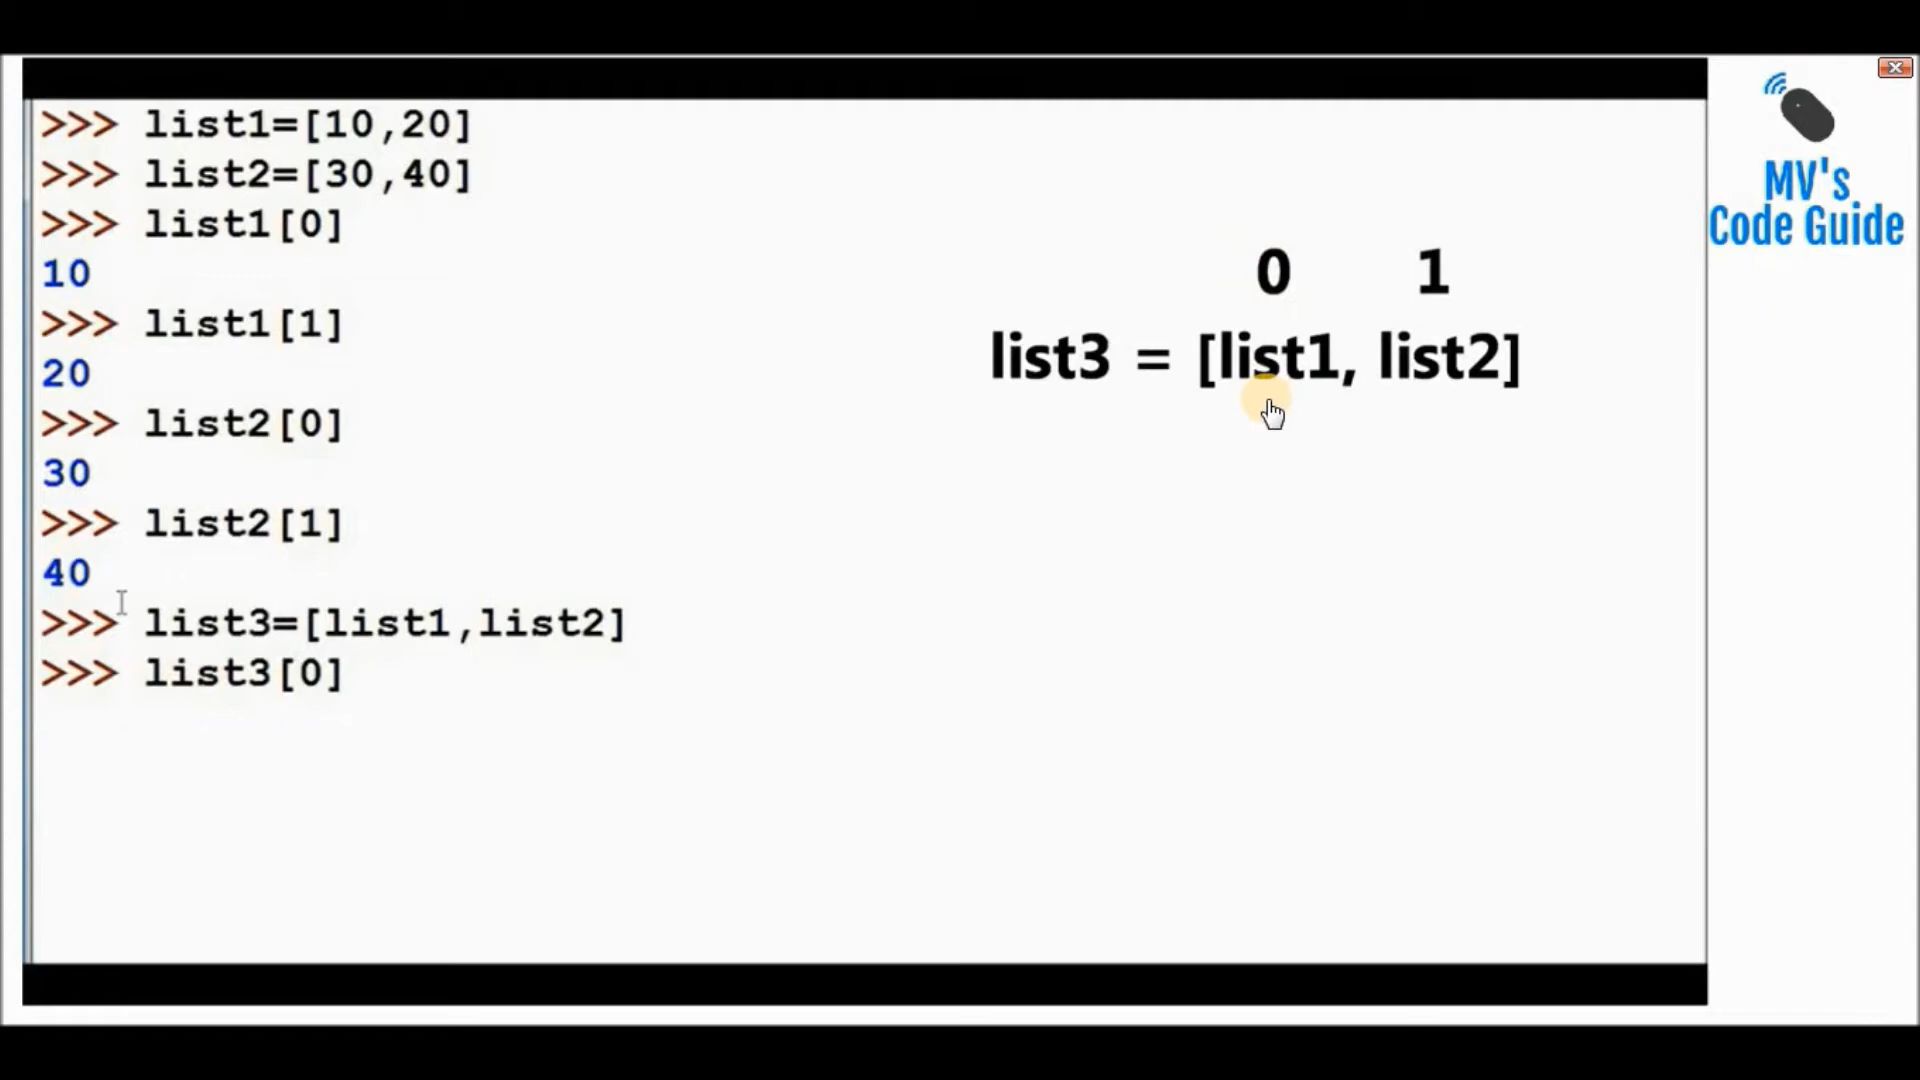 >>> list1=[10,20]
>>> list2=[30,40]
>>> list1[0]
10
>>> list1[1]
20
>>> list2[0]
30
>>> list2[1]
40
>>> list3=[list1,list2]
>>> list3[0]
0 1
list3 = [list1, list2]
MV's
Code Guide